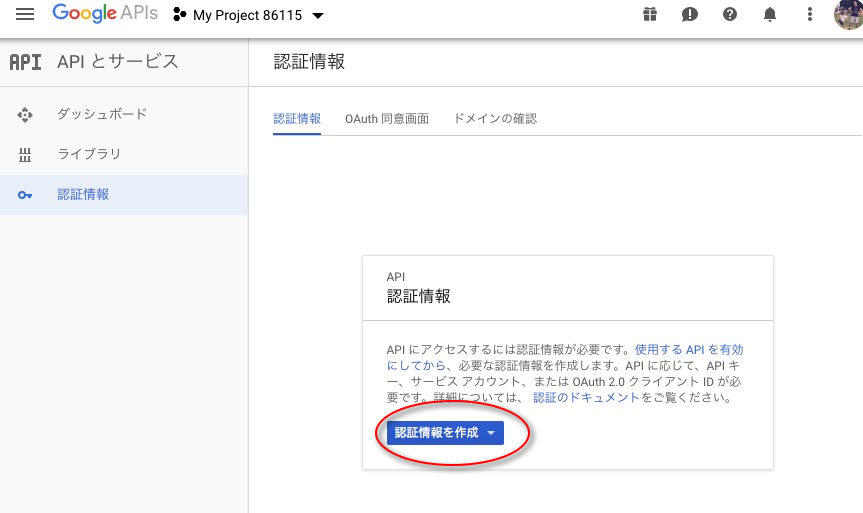 Google APIs My Project 86115
API API とサービス
認証情報
ダッシュボード
ライブラリ
認証情報
認証情報 OAuth 同意画面 ドメインの確認
API
認証情報
API にアクセスするには認証情報が必要です。使用する API を有効
にしてから、必要な認証情報を作成します。API に応じて、API キ
ー、サービス アカウント、または OAuth 2.0 クライアント ID が必
要です。詳細については、 認証のドキュメントをご覧ください。
認証情報を作成